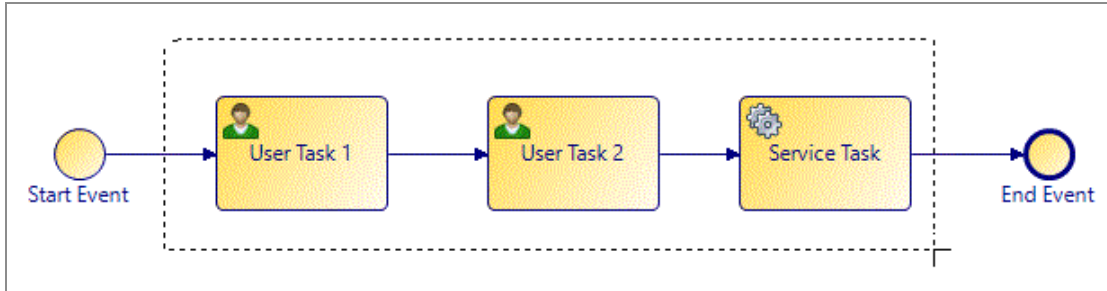 User Task 1
User Task 2
Service Task
Start Event
End Event